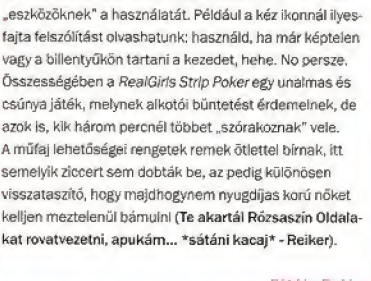 „eszközöknek” a használatát. Például a kéz ikonnál ilyes-
fajta felszólítást olvashatunk: használd, ha már képtelen
vagy a billentyűkön tartani a kezedet, hehe. No persze.
Összességében a RealGirls Strip Poker egy unalmas és
csúnya játék, melynek alkotói büntetést érdemelnek, de
azok is, kik három percnél többet „szórakoznak” vele.
A műfaj lehetőségei rengetek remek ötlettel bírnak, itt
semelyik ziccert sem dobták be, az pedig különösen
visszataszító, hogy majdhogynem nyugdíjas korú nőket
kelljen meztelenül bámulni (Te akartál Rózsaszín Oldala-
kat rovatvezetni, apukám... *sátáni kacaj* - Reiker).